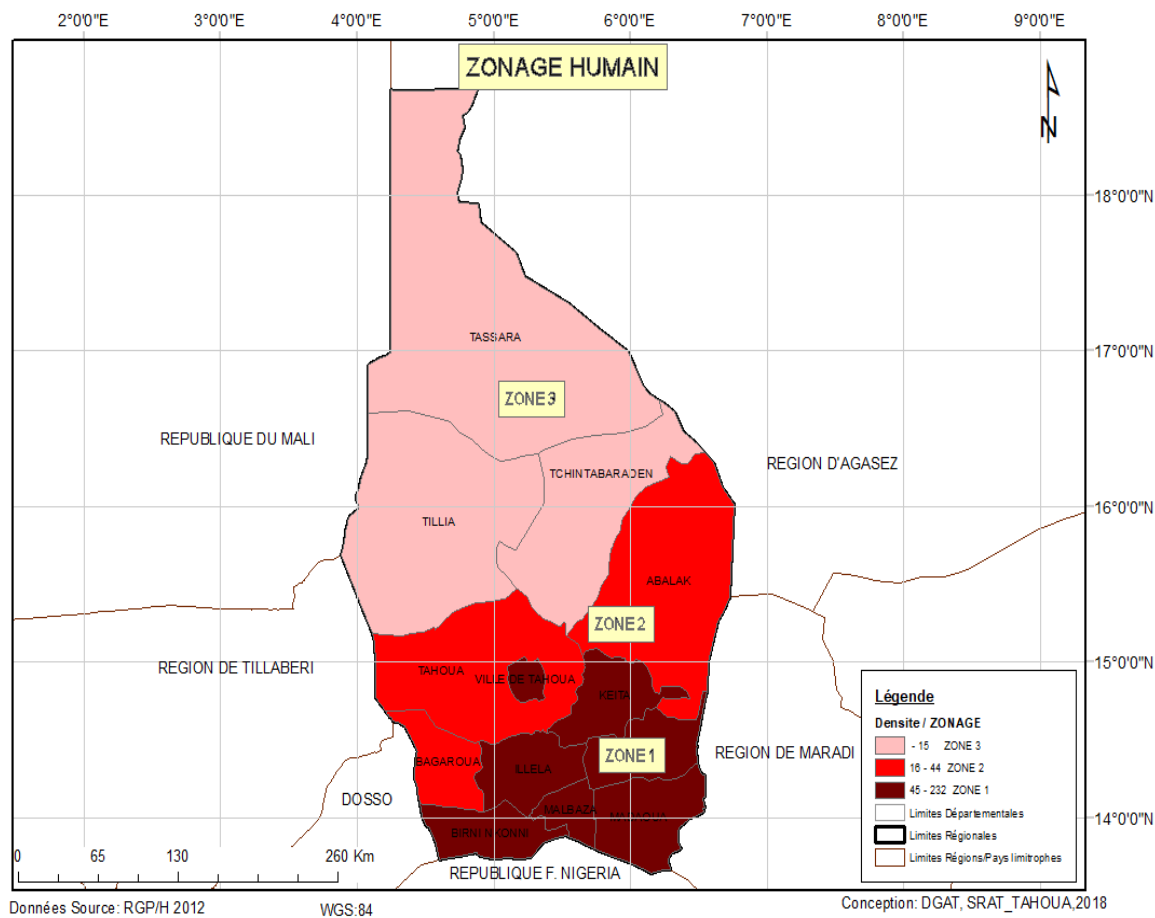 2°0'0"E 3°0'0"E 4°0'0"E 5°0'0"E 6°0'0"E 7°0'0"E 8°0'0"E 9°0'0"E
ZONAGE HUMAIN
N
18°0'0"N
TASSARA
17°0'0"N
ZONE 3
REPUBLIQUE DU MALI
REGION D'AGASEZ
TCHINTABARADEN
16°0'0"N
TILLIA
ABALAK
ZONE 2
15°0'0"N
REGION DE TILLABERI
TAHOUA
VILLE DE TAHOUA
KEITA
ZONE 1
REGION DE MARADI
BAGAROUA
ILLELA
DOSSO
MALBAZA
14°0'0"N
BIRNI NKONNI
REPUBLIQUE F. NIGERIA
Légende
Densite / ZONAGE
- 15 ZONE 3
16 - 44 ZONE 2
45 - 232 ZONE 1
Limites Départementales
Limites Régionales
Limites Régions/Pays limitrophes
0 65 130 260 Km
Données Source: RGP/H 2012
WGS:84
Conception: DGAT, SRAT_TAHOUA,2018